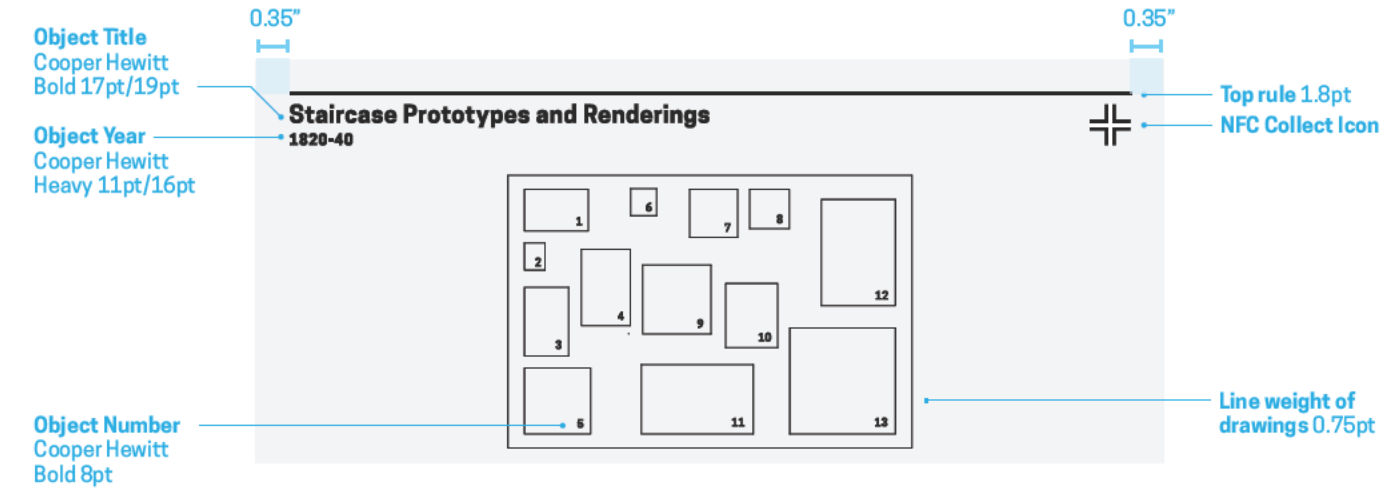 0.35”
0.35”
Object Title
Cooper Hewitt
Bold 17pt/19pt
Object Year
Cooper Hewitt
Heavy 11pt/16pt
Top rule 1.8pt
NFC Collect Icon
Staircase Prototypes and Renderings
1820-40
1
6
7
8
2
12
4
9
3
10
5
11
13
Object Number
Cooper Hewitt
Bold 8pt
Line weight of
drawings 0.75pt